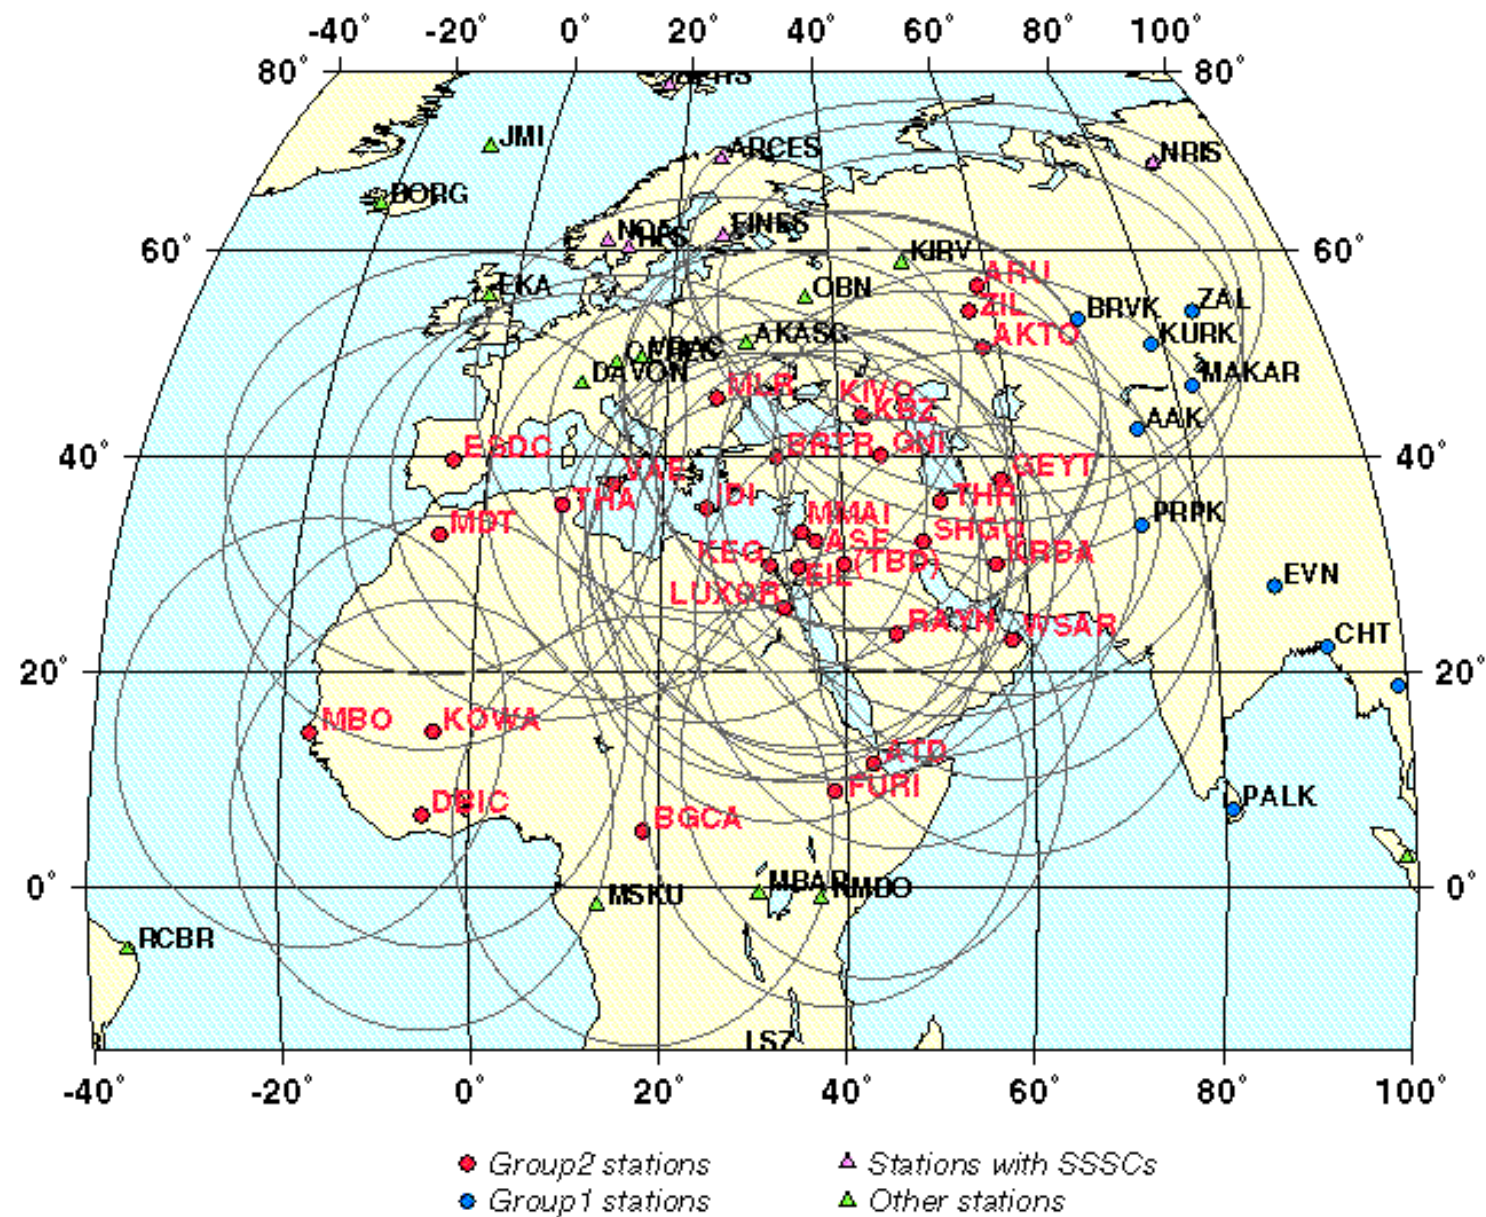 -40° -20° 0° 20° 40° 60° 80° 100°
80° 80°
JMI
ARCES
NRIS
BORG
FINES
HFS
60° 60°
KIRV
ARU
EKA
OBN
ZIL
BRVK
ZAL
AKASG
AKTO
KURK
DAVON
MLR
KIVO
MAKAR
KBZ
AAK
ESDC
BRTR
GNI
40° 40°
VAE
GEYT
THA
IDI
THR
MDT
MMAI
PRPK
ASF
SHGO
KEG
(TBD)
KRBA
EIL
EVN
LUXOR
RAYN
WSAR
CHT
20° 20°
MBO
KOWA
ATD
DBIC
FURI
PALK
BGCA
0° 0°
MBAR
KMBO
MSKU
RCBR
LSZ
-40° -20° 0° 20° 40° 60° 80° 100°
Group2 stations
Stations with SSSCs
Group1 stations
Other stations